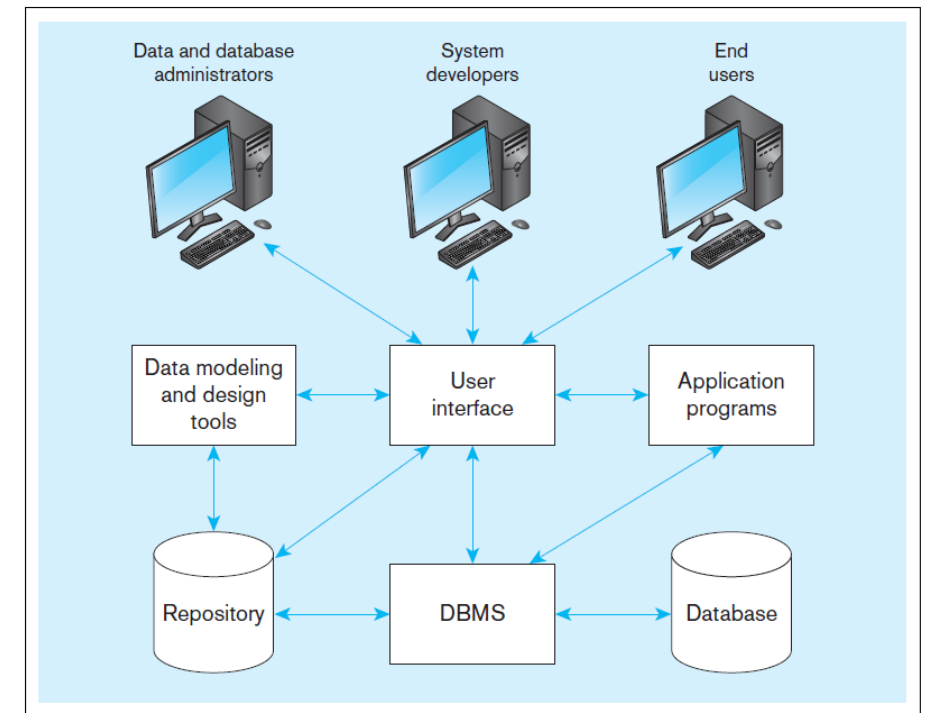 Data and database
administrators
System
developers
End
users
Data modeling
and design
tools
User
interface
Application
programs
Repository
DBMS
Database